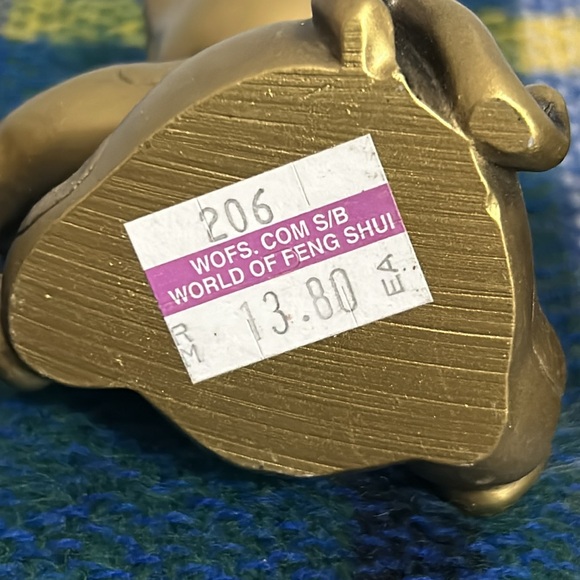 206
WOFS. COM S/B
WORLD OF FENG SHUI
RM 13.80 EA